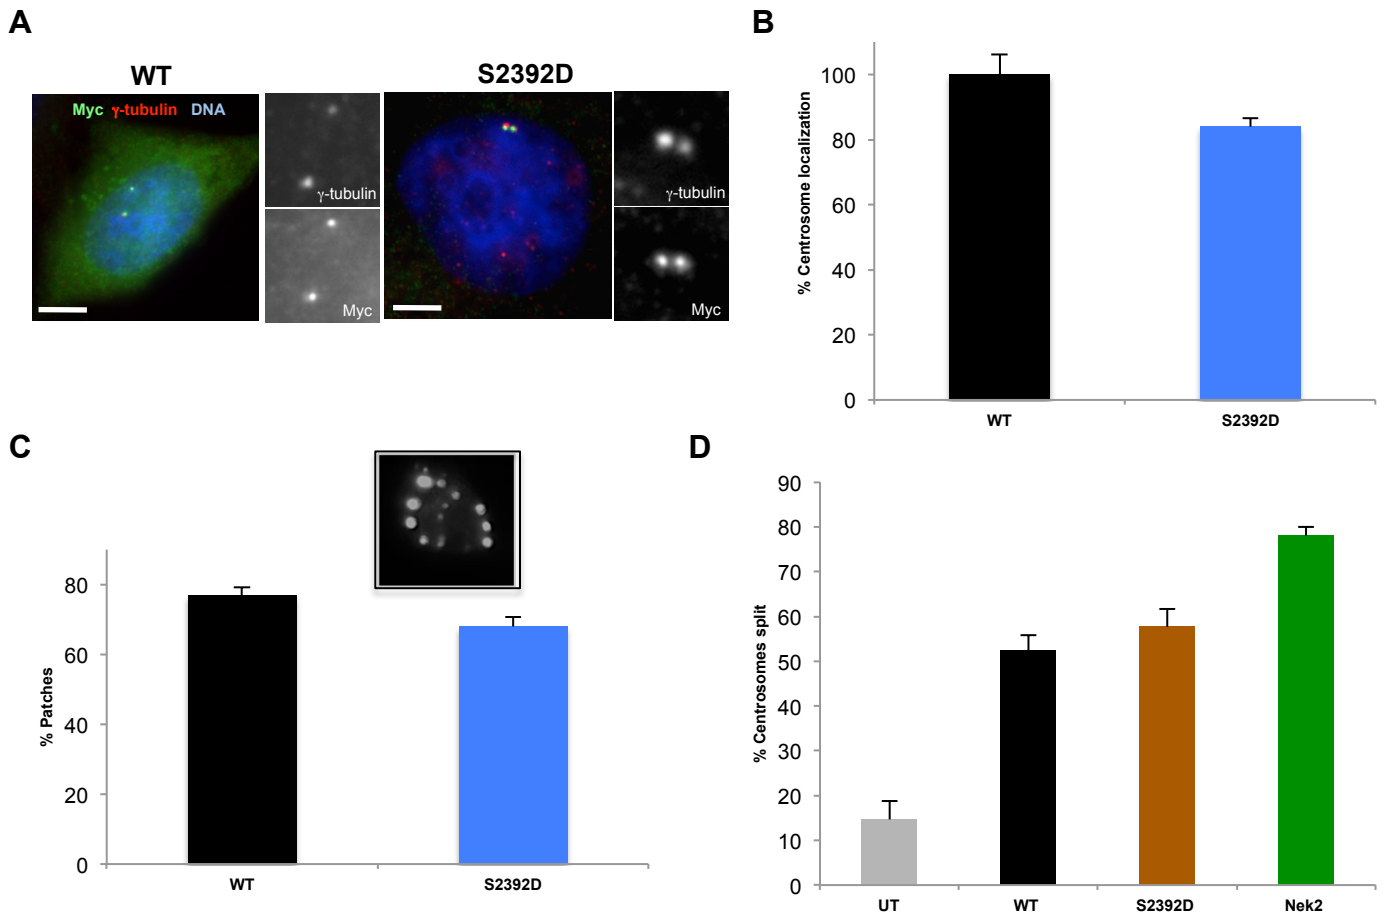 A
WT
S2392D
Myc γ-tubulin DNA
γ-tubulin
Myc
γ-tubulin
Myc
B
% Centrosome localization
100
80
60
40
20
0
WT
S2392D
C
% Patches
80
60
40
20
0
WT
S2392D
D
% Centrosomes split
90
80
70
60
50
40
30
20
10
0
UT
WT
S2392D
Nek2